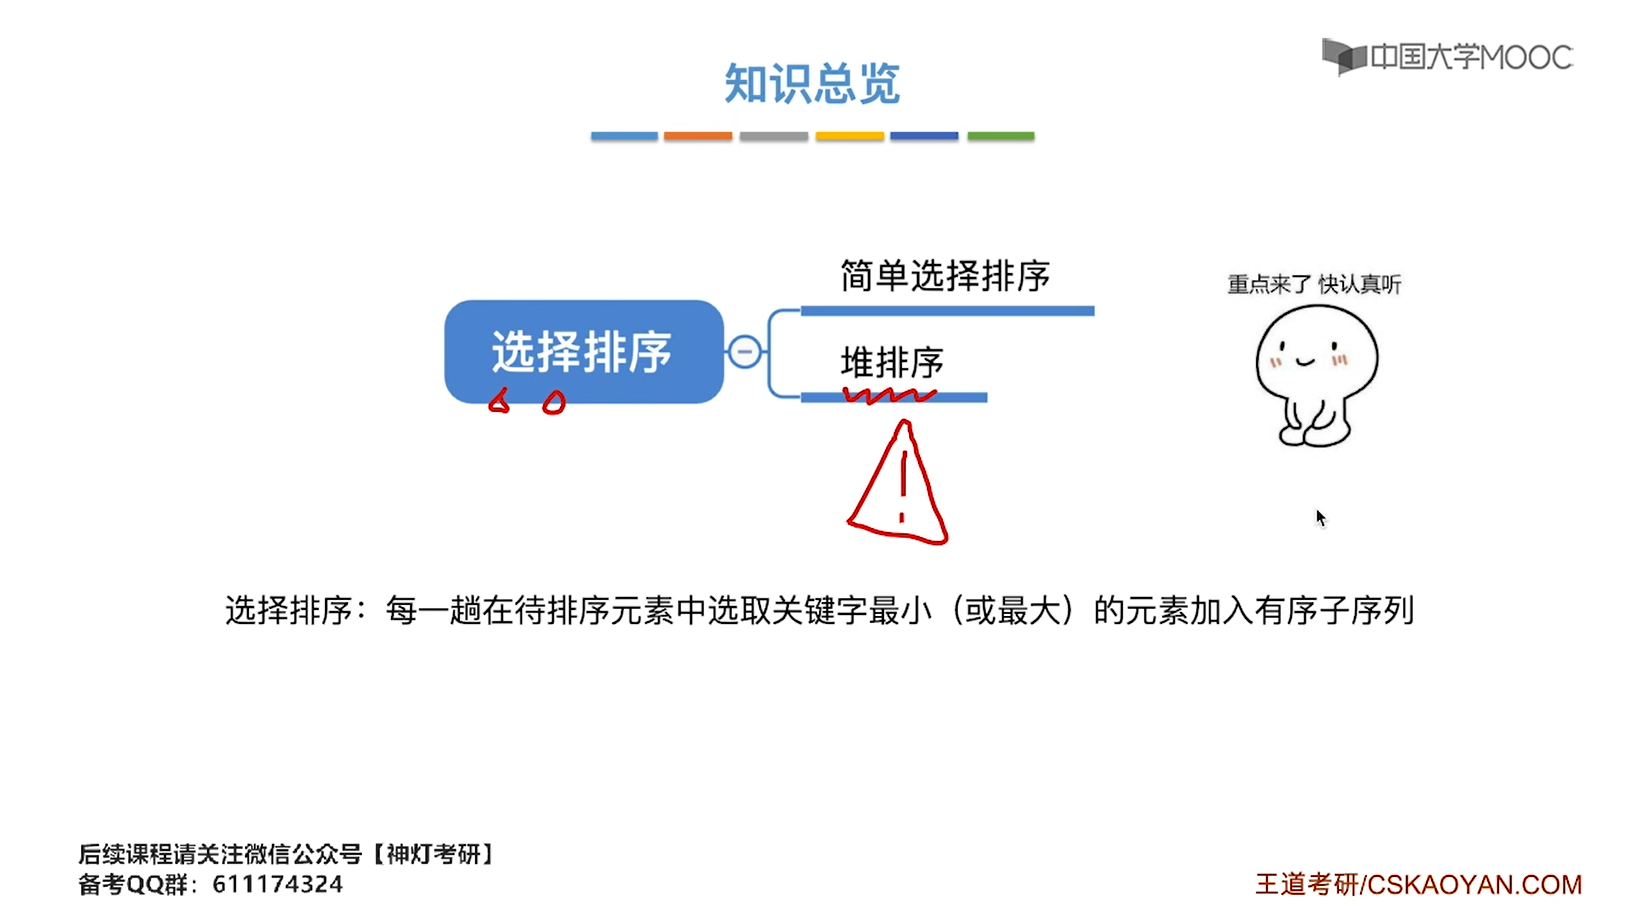 中国大学MOOC
知识总览
简单选择排序
重点来了 快认真听
选择排序
堆排序
选择排序：每一趟在待排序元素中选取关键字最小（或最大）的元素加入有序子序列
后续课程请关注微信公众号【神灯考研】
备考QQ群：611174324
王道考研/CSKAOYAN.COM